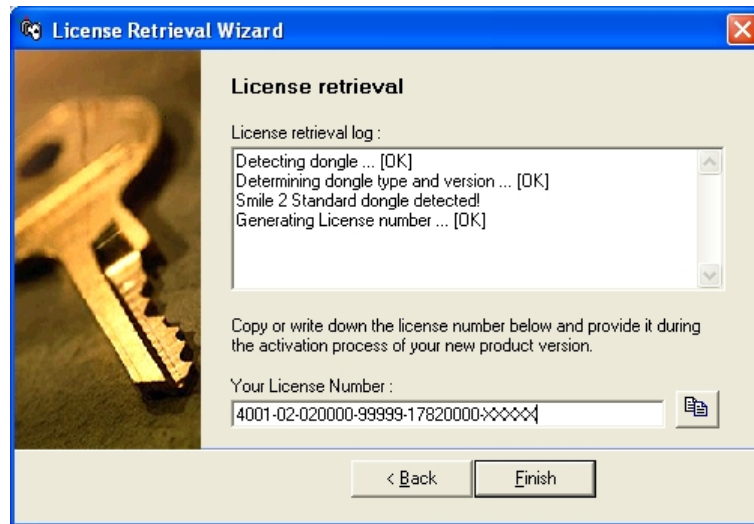 License Retrieval Wizard
License retrieval
License retrieval log :
Detecting dongle ... [OK]
Determining dongle type and version ... [OK]
Smile 2 Standard dongle detected!
Generating License number ... [OK]
Copy or write down the license number below and provide it during
the activation process of your new product version.
Your License Number :
4001-02-020000-99999-17820000-XXXXX
< Back
Finish